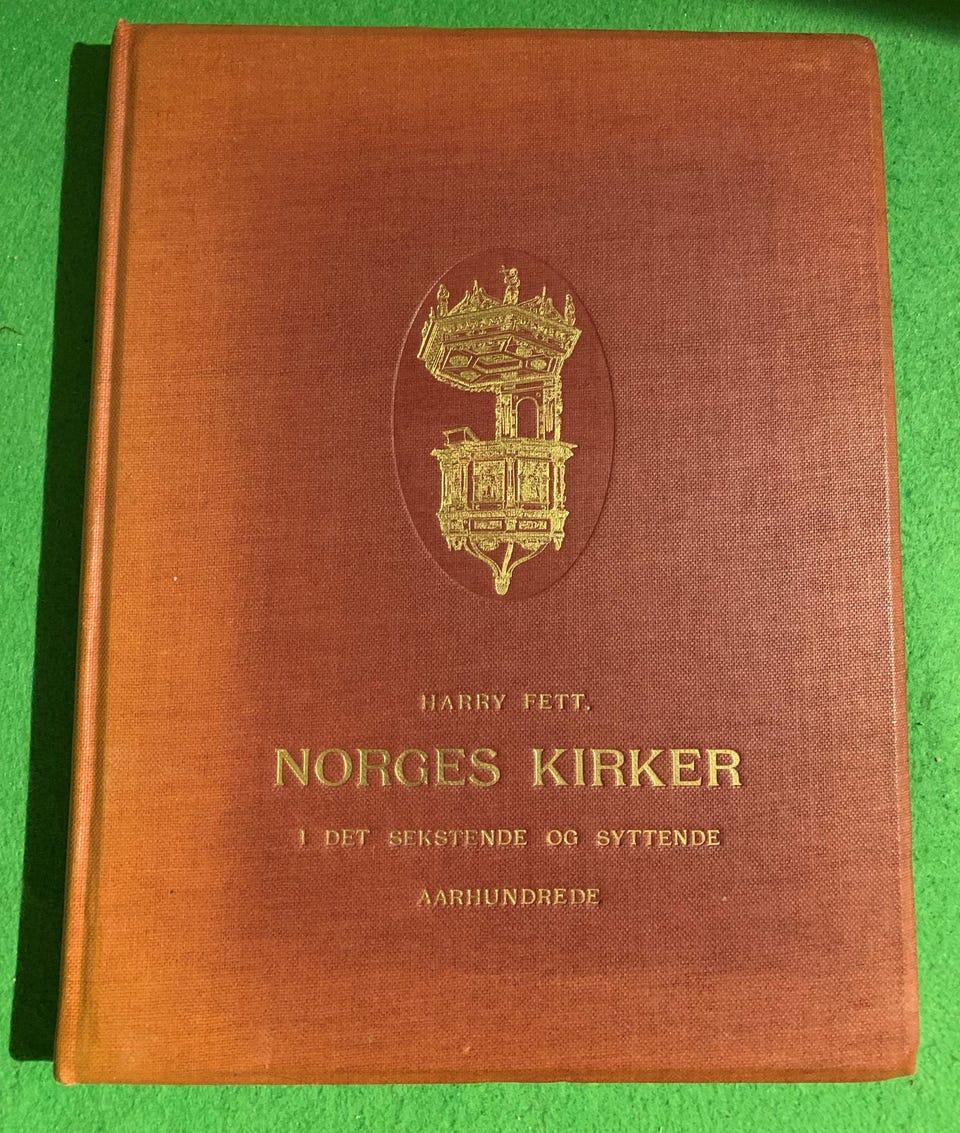 HARRY FETT.
NORGES KIRKER
I DET SEKSTENDE OG SYTTENDE
AARHUNDREDE